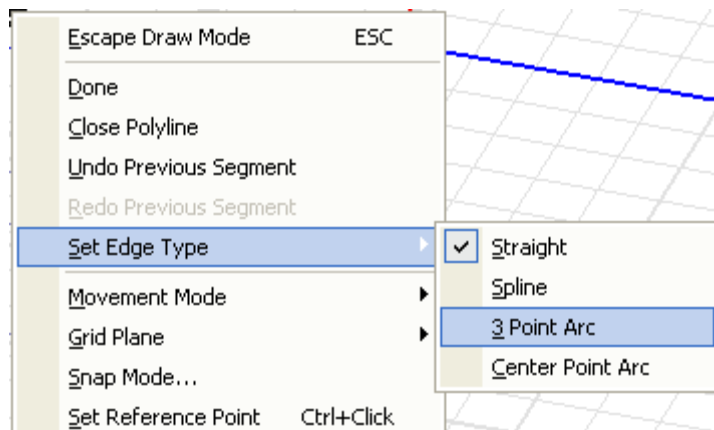 Escape Draw Mode ESC
Done
Close Polyline
Undo Previous Segment
Redo Previous Segment
Set Edge Type
Movement Mode
Grid Plane
Snap Mode...
Set Reference Point Ctrl+Click
Straight
Spline
3 Point Arc
Center Point Arc